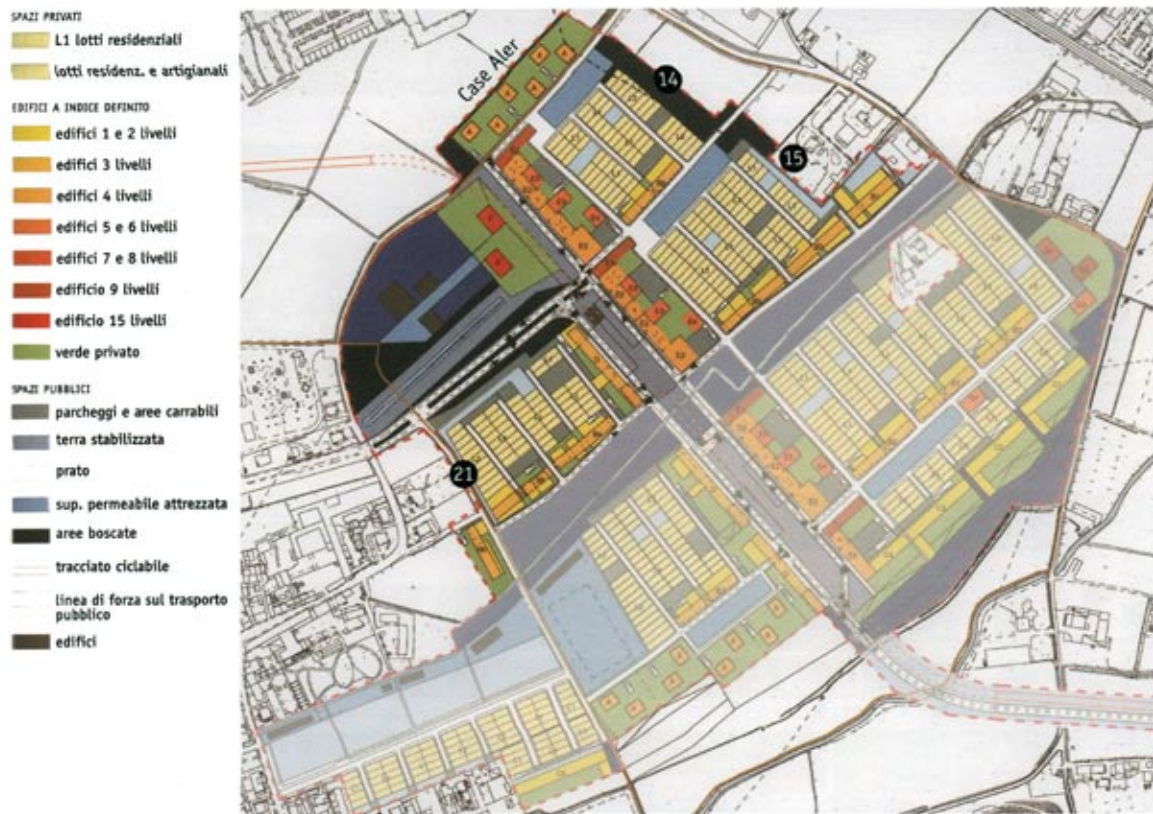 SPAZI PRIVATI
L1 lotti residenziali
lotti residenz. e artigianali
EDIFICI A INDICE DEFINITO
edifici 1 e 2 livelli
edifici 3 livelli
edifici 4 livelli
edifici 5 e 6 livelli
edifici 7 e 8 livelli
edificio 9 livelli
edificio 15 livelli
verde privato
SPAZI PUBBLICI
parcheggi e aree carrabili
terra stabilizzata
prato
sup. permeabile attrezzata
aree boscate
tracciato ciclabile
linea di forza sul trasporto
pubblico
edifici
Case Aler
14
15
21